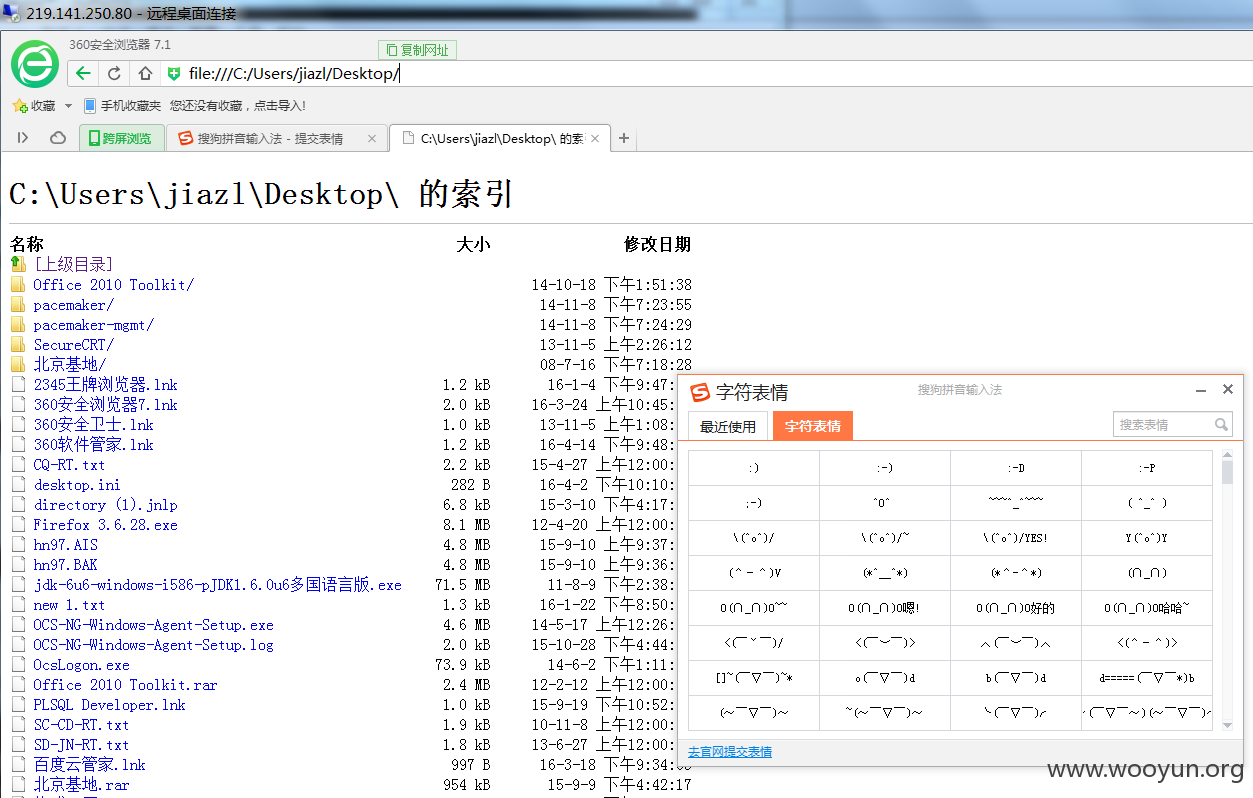 219.141.250.80 - 远程桌面连接
360安全浏览器 7.1
复制网址
file:///C:/Users/jiazl/Desktop/
收藏 手机收藏夹 您还没有收藏，点击导入!
跨屏浏览 搜狗拼音输入法 - 提交表情 C:\Users\jiazl\Desktop\ 的索
C:\Users\jiazl\Desktop\ 的索引
名称 大小 修改日期
[上级目录]
Office 2010 Toolkit/ 14-10-18 下午1:51:38
pacemaker/ 14-11-8 下午7:23:55
pacemaker-mgmt/ 14-11-8 下午7:24:29
SecureCRT/ 13-11-5 上午2:26:12
北京基地/ 08-7-16 下午7:18:28
2345王牌浏览器.lnk 1.2 kB 16-1-4 下午9:47:
360安全浏览器7.lnk 2.0 kB 16-3-24 上午10:45:
360安全卫士.lnk 1.0 kB 13-11-5 上午1:08:
360软件管家.lnk 1.2 kB 16-4-14 下午9:48:
CQ-RT.txt 2.2 kB 15-4-27 上午12:00:
desktop.ini 282 B 16-4-2 下午10:10:
directory (1).jnlp 6.8 kB 15-3-10 下午4:17:
Firefox 3.6.28.exe 8.1 MB 12-4-20 上午12:00:
hn97.AIS 4.8 MB 15-9-10 上午9:37:
hn97.BAK 4.8 MB 15-9-10 上午9:36:
jdk-6u6-windows-i586-pJDK1.6.0u6多国语言版.exe 71.5 MB 11-8-9 下午2:38:
new 1.txt 1.3 kB 16-1-22 下午8:50:
OCS-NG-Windows-Agent-Setup.exe 4.6 MB 14-5-17 上午12:26:
OCS-NG-Windows-Agent-Setup.log 2.0 kB 15-10-28 下午4:44:
OcsLogon.exe 73.9 kB 14-6-2 下午1:11:
Office 2010 Toolkit.rar 2.4 MB 12-2-12 上午12:00:
PLSQL Developer.lnk 1.0 kB 15-9-19 下午10:52:
SC-CD-RT.txt 1.9 kB 10-11-8 上午12:00:
SD-JN-RT.txt 1.8 kB 13-6-27 上午12:00:
百度云管家.lnk 997 B 16-3-18 下午9:34:
北京基地.rar 954 kB 15-9-9 下午4:42:17
字符表情 搜狗拼音输入法
最近使用 字符表情 搜索表情
:) :-) :-D :-P
;-) ^O^ ~~~^_^~~~ ( ^_^ )
\(^o^)/ \(^o^)/~ \(^o^)/YES! Y(^o^)Y
(^-^)V (*^__^*) (*^-^*) (∩_∩)
O(∩_∩)O~~ O(∩_∩)O嗯! O(∩_∩)O好的 O(∩_∩)O哈哈~
<(￣ˇ￣)/ <(￣︶￣)> ︿(￣︶￣)︿ <(^-^)>
[]~(￣▽￣)~* o(￣▽￣)d b(￣▽￣)d d=====(￣▽￣*)b
(～￣▽￣)～ ~(～￣▽￣)～ ╰(￣▽￣)╭ (￣▽￣～)(～￣▽￣)
去官网提交表情
www.wooyun.org